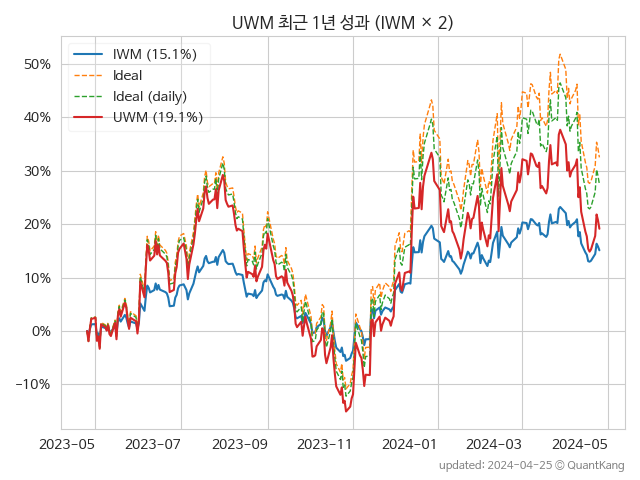 UWM 최근 1년 성과 (IWM × 2)
IWM (15.1%)
Ideal
Ideal (daily)
UWM (19.1%)
50%
40%
30%
20%
10%
0%
−10%
2023−05 2023−07 2023−09 2023−11 2024−01 2024−03 2024−05
updated: 2024−04−25 ⓒ QuantKang